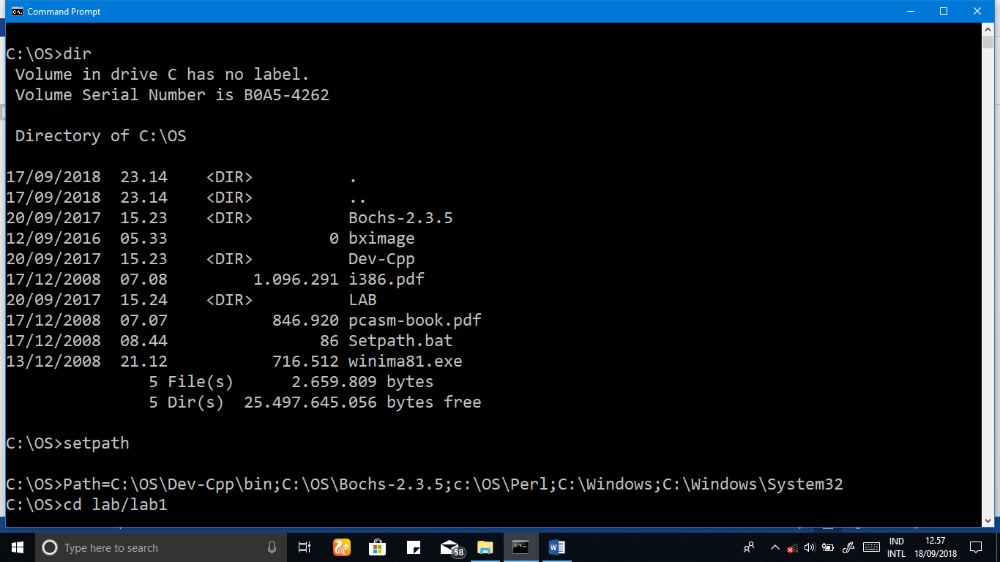 Command Prompt
C:\OS>dir
Volume in drive C has no label.
Volume Serial Number is B0A5-4262
Directory of C:\OS
17/09/2018  23.14    <DIR>          .
17/09/2018  23.14    <DIR>          ..
20/09/2017  15.23    <DIR>          Bochs-2.3.5
12/09/2016  05.33                 0 bximage
20/09/2017  15.23    <DIR>          Dev-Cpp
17/12/2008  07.08         1.096.291 i386.pdf
20/09/2017  15.24    <DIR>          LAB
17/12/2008  07.07           846.920 pcasm-book.pdf
17/12/2008  08.44                86 Setpath.bat
13/12/2008  21.12           716.512 winima81.exe
5 File(s)      2.659.809 bytes
5 Dir(s)  25.497.645.056 bytes free
C:\OS>setpath
C:\OS>Path=C:\OS\Dev-Cpp\bin;C:\OS\Bochs-2.3.5;c:\OS\Perl;C:\Windows;C:\Windows\System32
C:\OS>cd lab/lab1
Type here to search
58
IND
INTL
12.57
18/09/2018